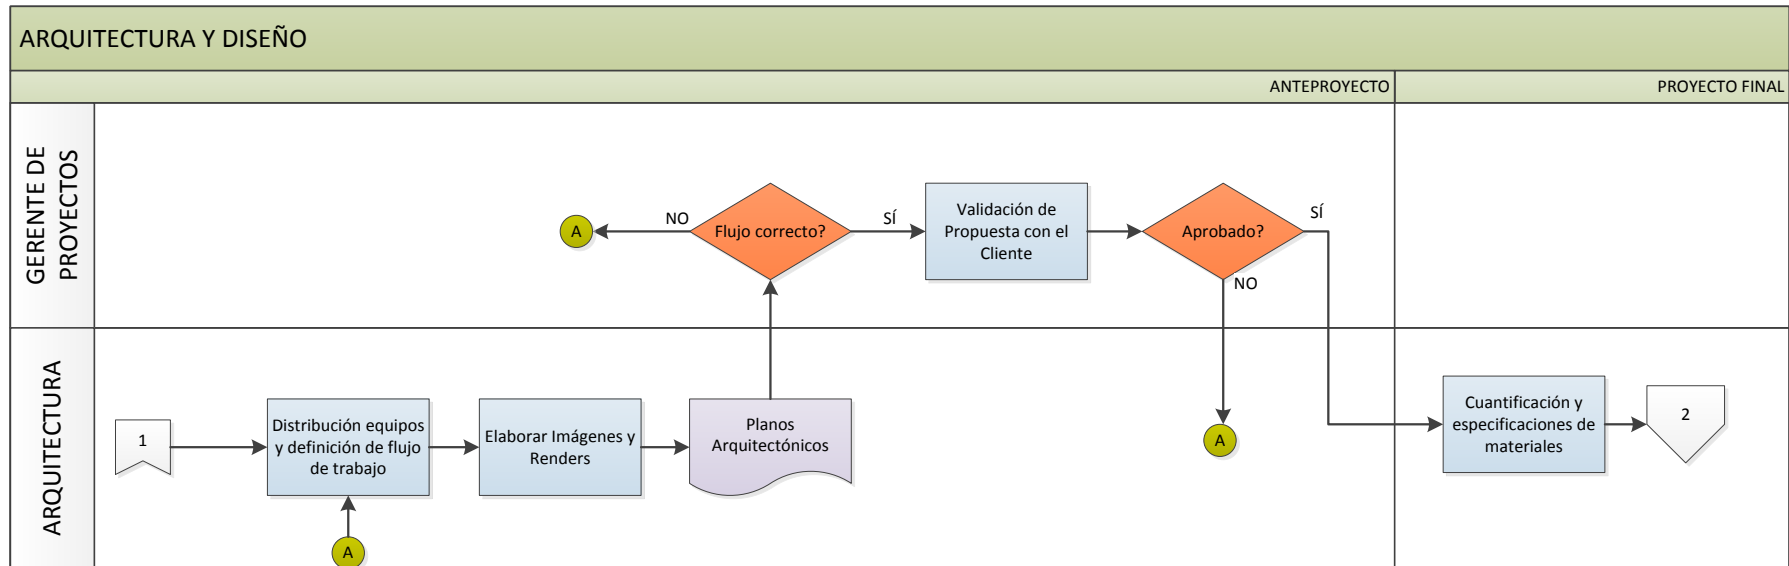 ARQUITECTURA Y DISEÑO
ANTEPROYECTO
PROYECTO FINAL
GERENTE DE
PROYECTOS
A
NO
Flujo correcto?
SÍ
Validación de
Propuesta con el
Cliente
Aprobado?
SÍ
NO
ARQUITECTURA
1
Distribución equipos
y definición de flujo
de trabajo
Elaborar Imágenes y
Renders
Planos
Arquitectónicos
A
Cuantificación y
especificaciones de
materiales
2
A